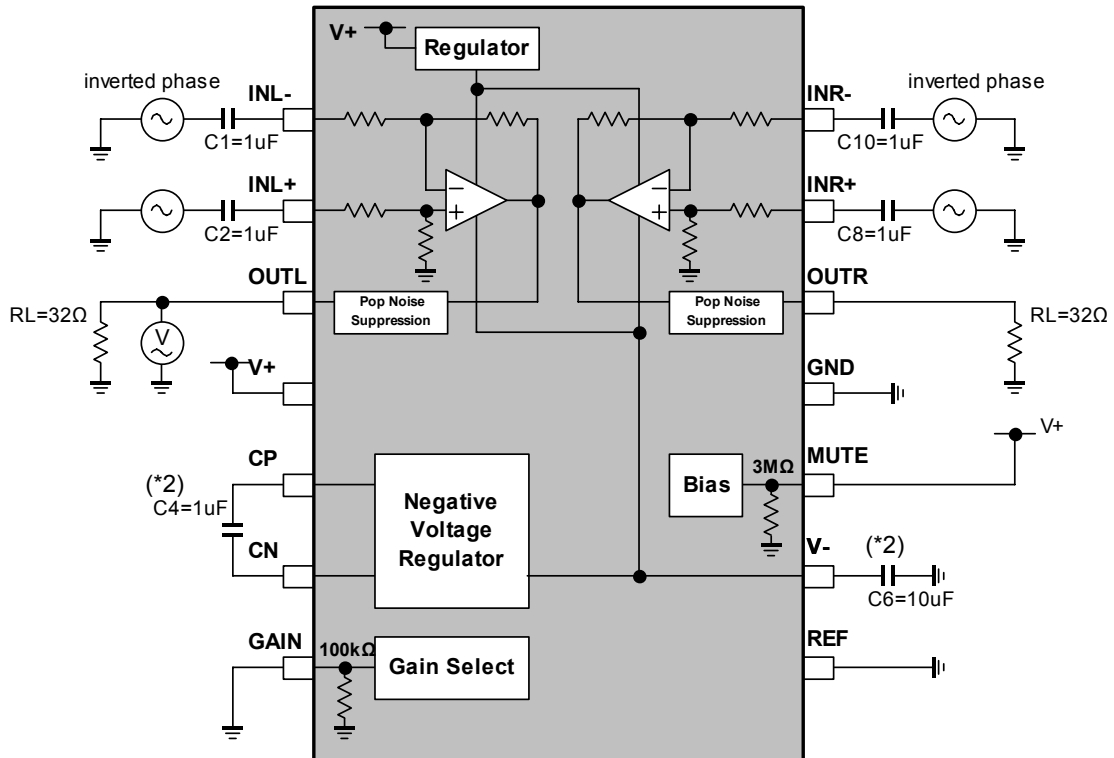 V+
Regulator
inverted phase
INL-
C1=1uF
INR-
inverted phase
C10=1uF
INL+
C2=1uF
INR+
C8=1uF
−
+
−
+
OUTL
Pop Noise
Suppression
Pop Noise
Suppression
OUTR
RL=32Ω
V
RL=32Ω
V+
GND
V+
CP
(*2)
C4=1uF
CN
Negative
Voltage
Regulator
Bias
3MΩ
MUTE
V-
(*2)
C6=10uF
GAIN
100kΩ
Gain Select
REF